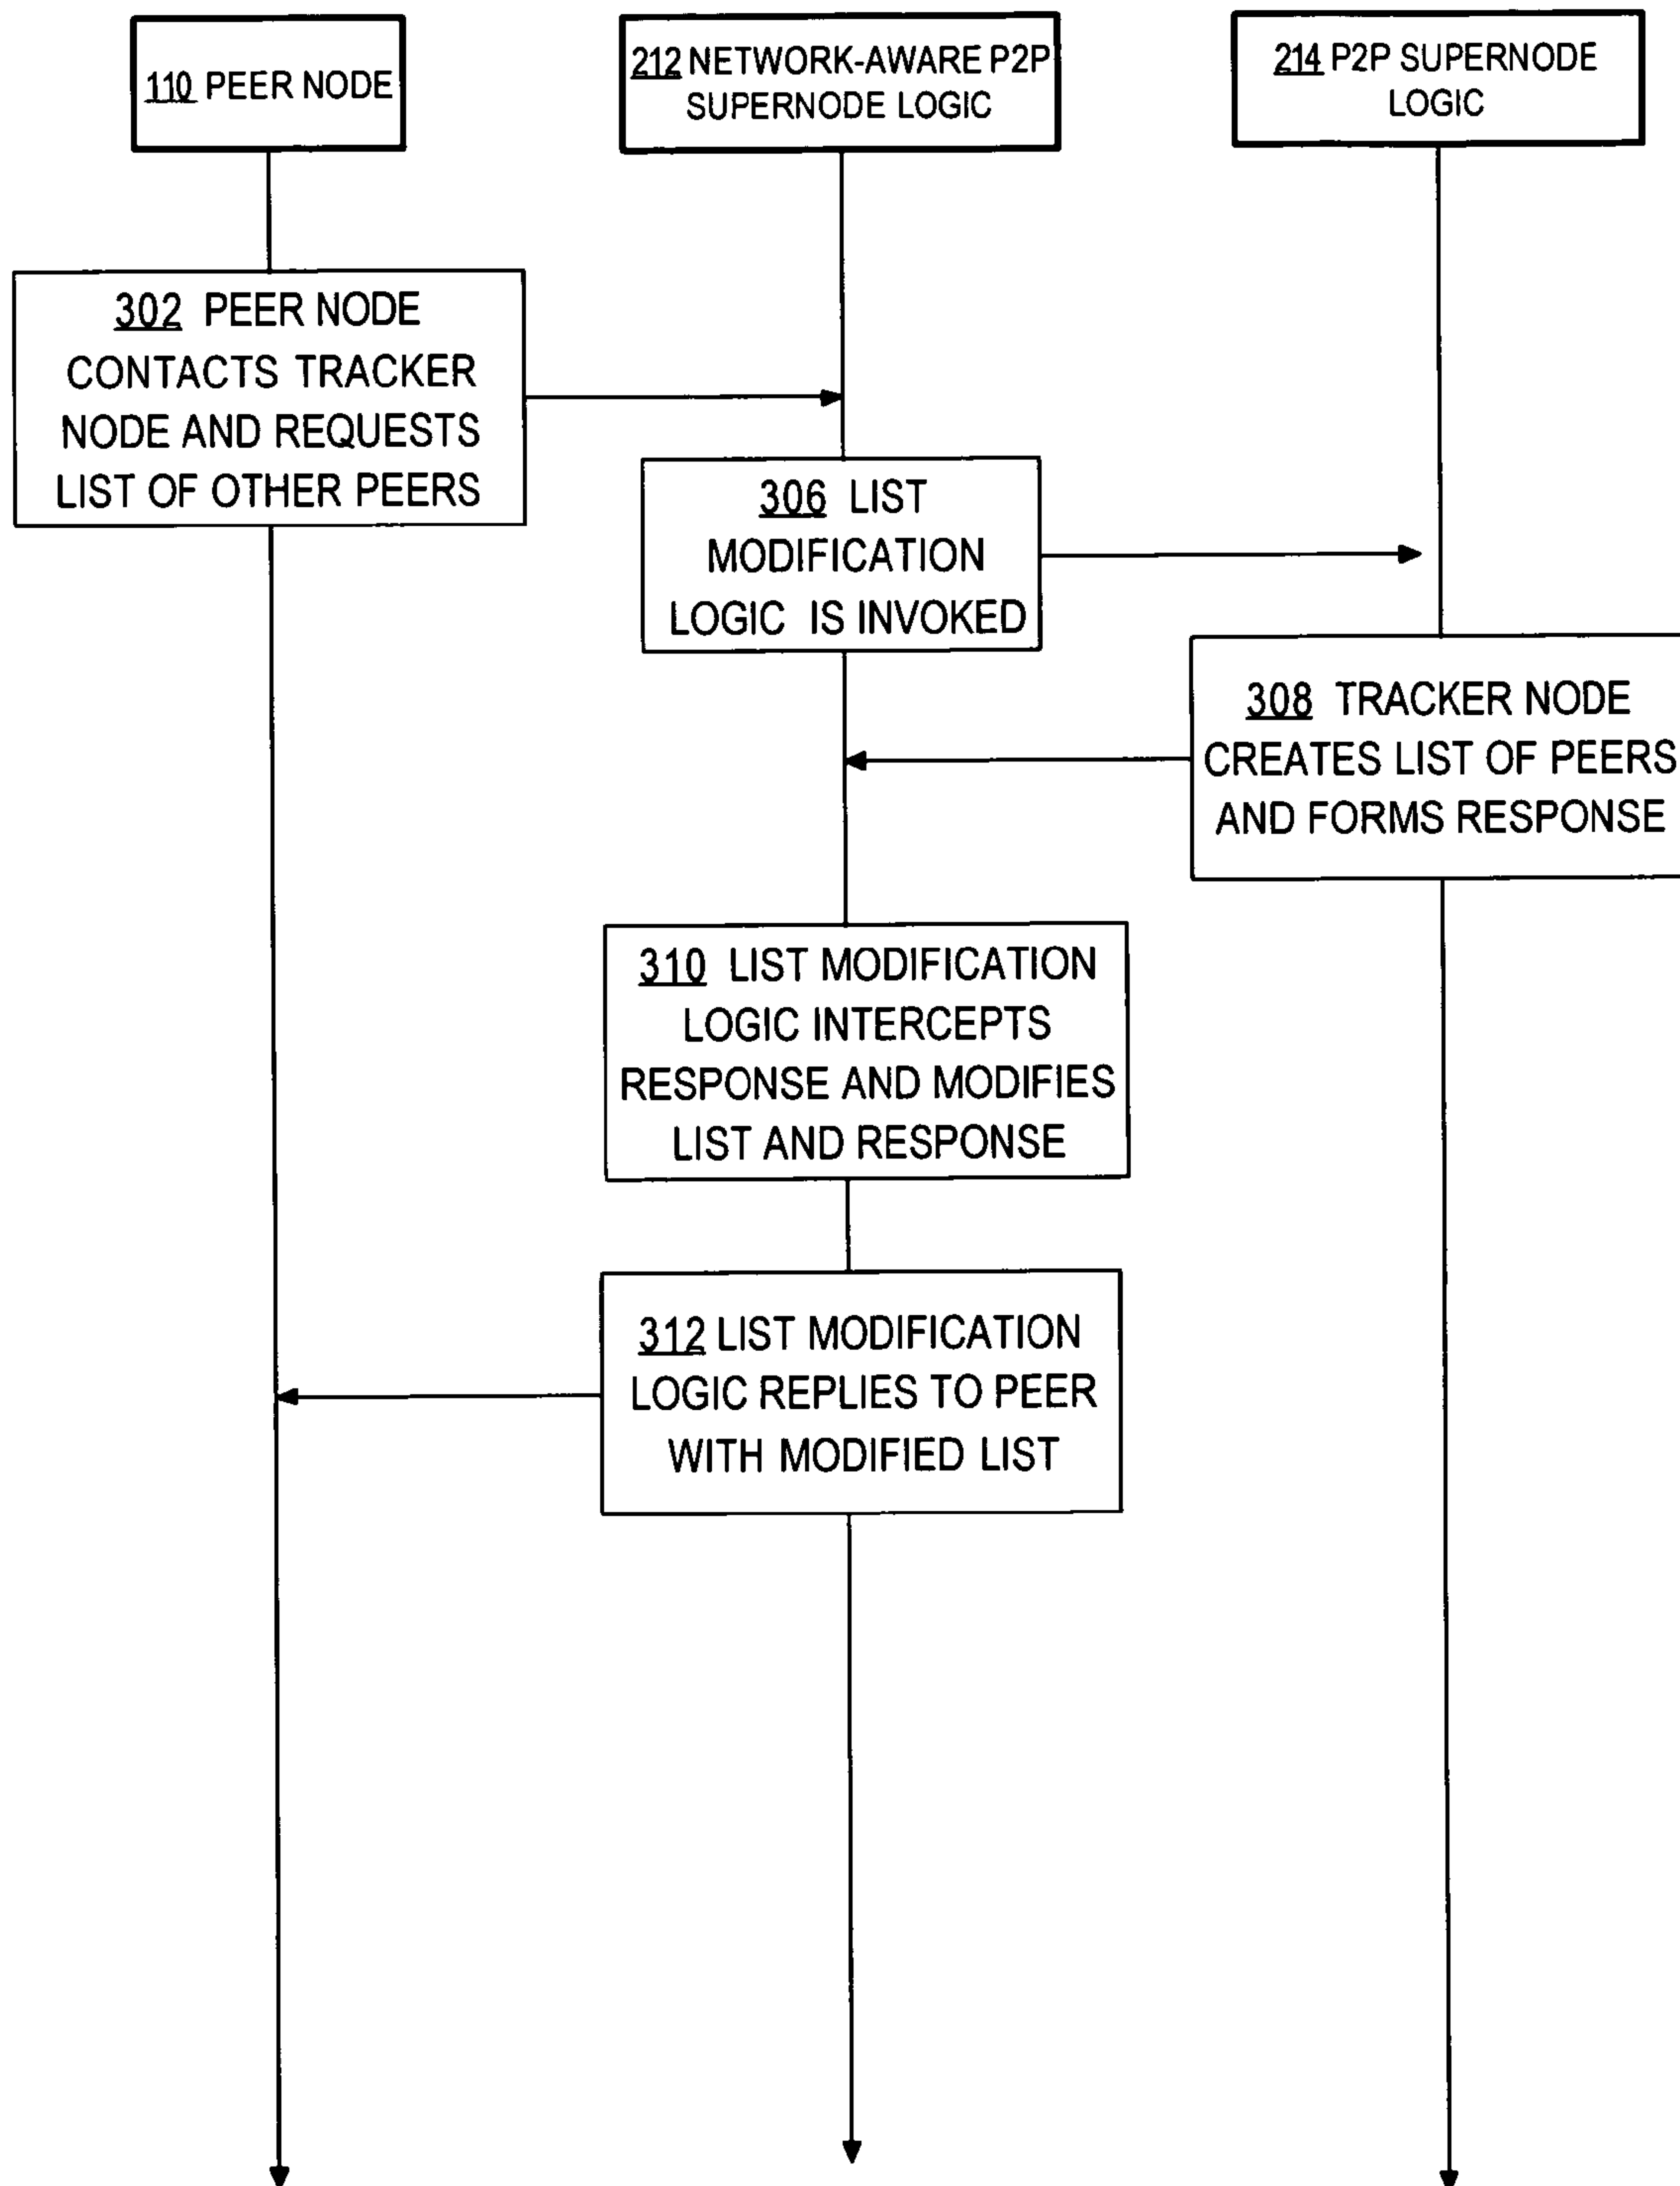 110 PEER NODE
212 NETWORK-AWARE P2P
SUPERNODE LOGIC
214 P2P SUPERNODE
LOGIC
302 PEER NODE
CONTACTS TRACKER
NODE AND REQUESTS
LIST OF OTHER PEERS
306 LIST
MODIFICATION
LOGIC IS INVOKED
308 TRACKER NODE
CREATES LIST OF PEERS
AND FORMS RESPONSE
310 LIST MODIFICATION
LOGIC INTERCEPTS
RESPONSE AND MODIFIES
LIST AND RESPONSE
312 LIST MODIFICATION
LOGIC REPLIES TO PEER
WITH MODIFIED LIST